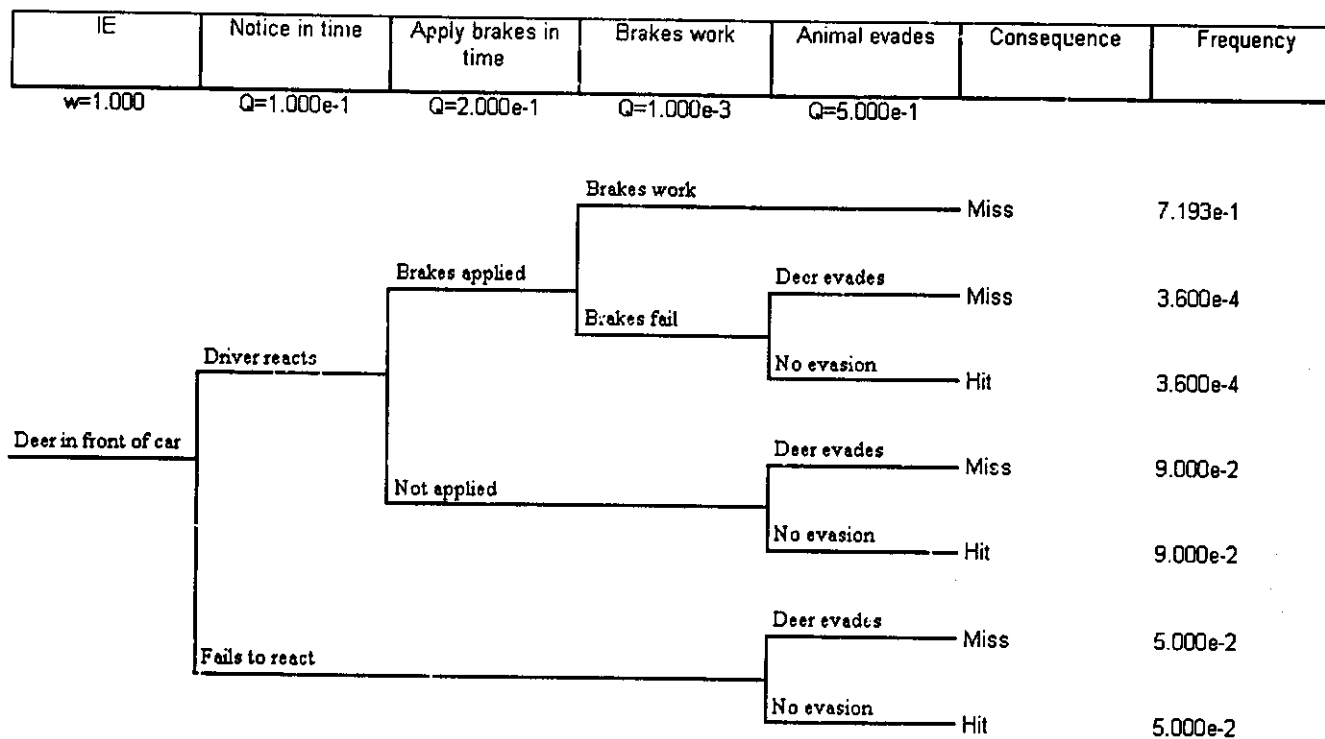 IE Notice in time Apply brakes in time Brakes work Animal evades Consequence Frequency
w=1.000 Q=1.000e-1 Q=2.000e-1 Q=1.000e-3 Q=5.000e-1
Brakes work Miss 7.193e-1
Brakes applied
Deer evades Miss 3.600e-4
Brakes fail
Driver reacts
No evasion Hit 3.600e-4
Deer in front of car
Deer evades Miss 9.000e-2
Not applied
No evasion Hit 9.000e-2
Deer evades Miss 5.000e-2
Fails to react
No evasion Hit 5.000e-2